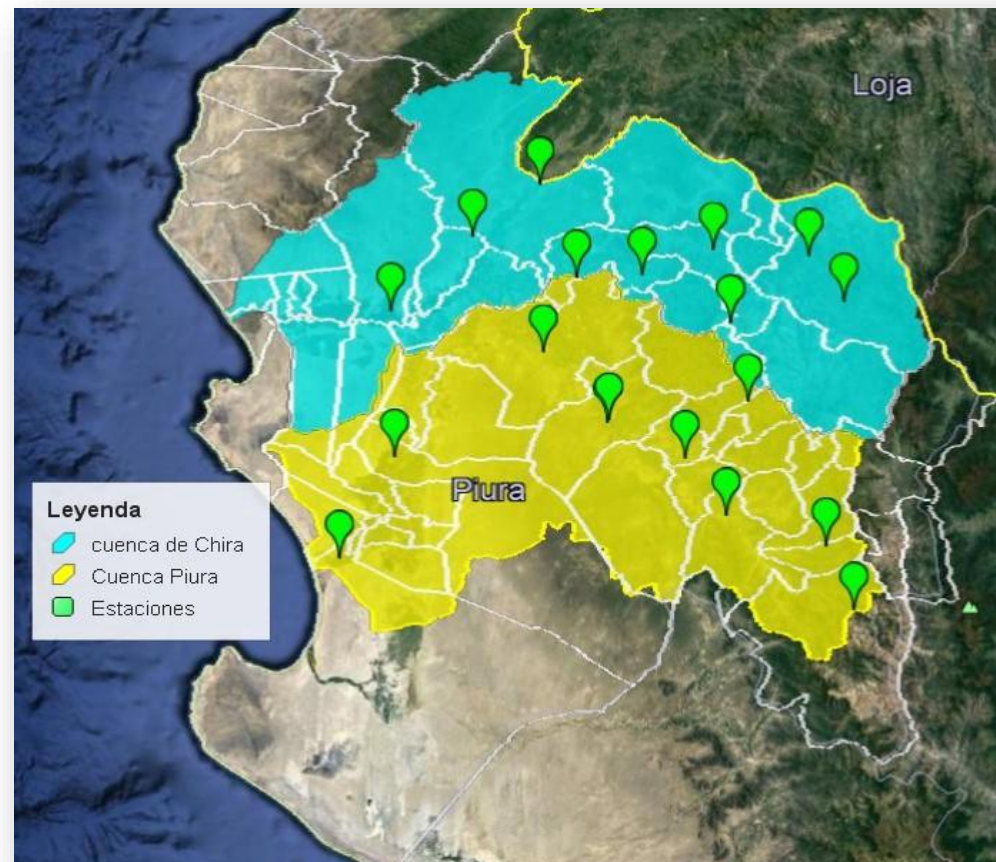 Loja
Piura
Leyenda
cuenca de Chira
Cuenca Piura
Estaciones